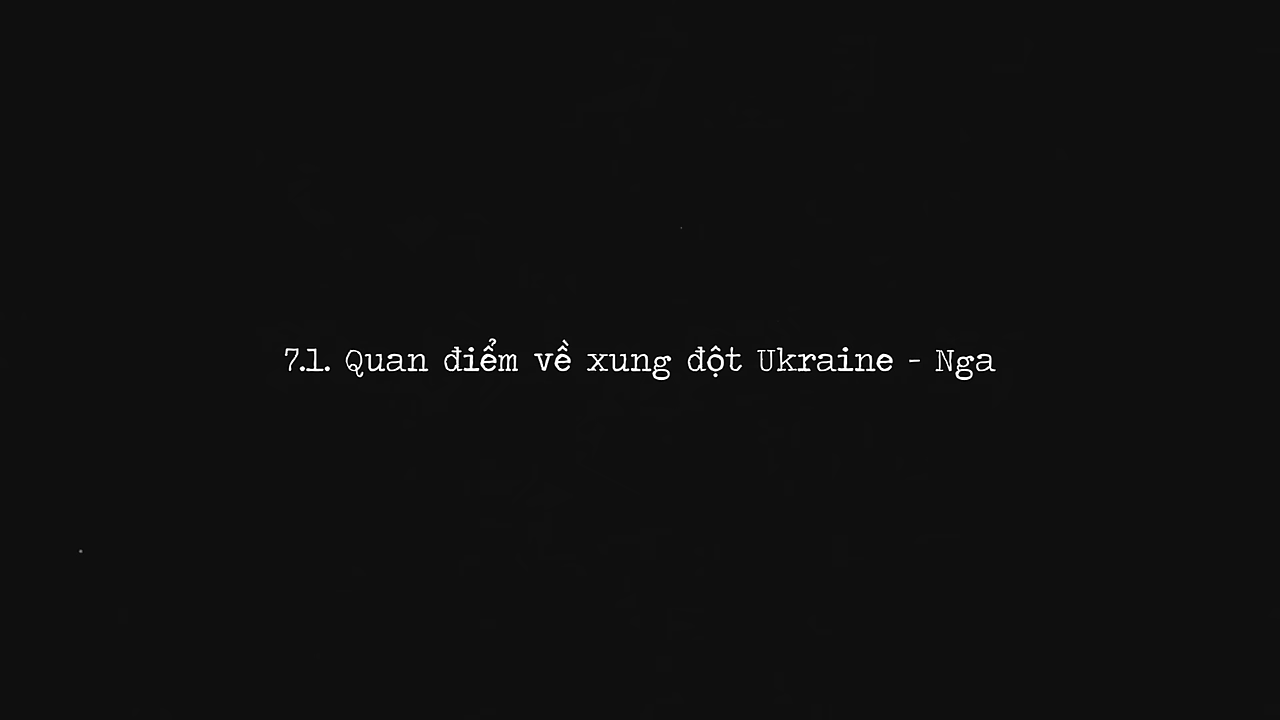 7.1. Quan điểm về xung đột Ukraine - Nga